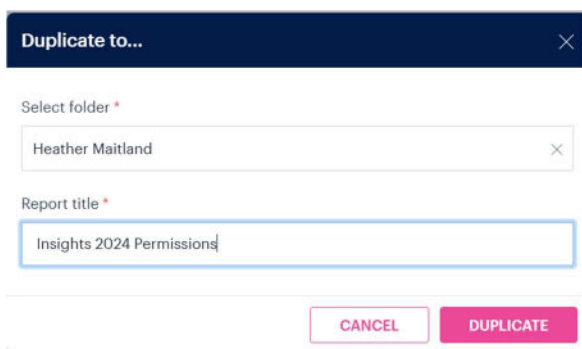 Duplicate to...
Select folder *
Heather Maitland
Report title *
Insights 2024 Permissions
CANCEL DUPLICATE